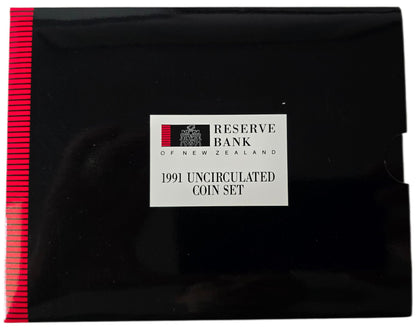 RESERVE
BANK
OF NEW ZEALAND
1991 UNCIRCULATED
COIN SET